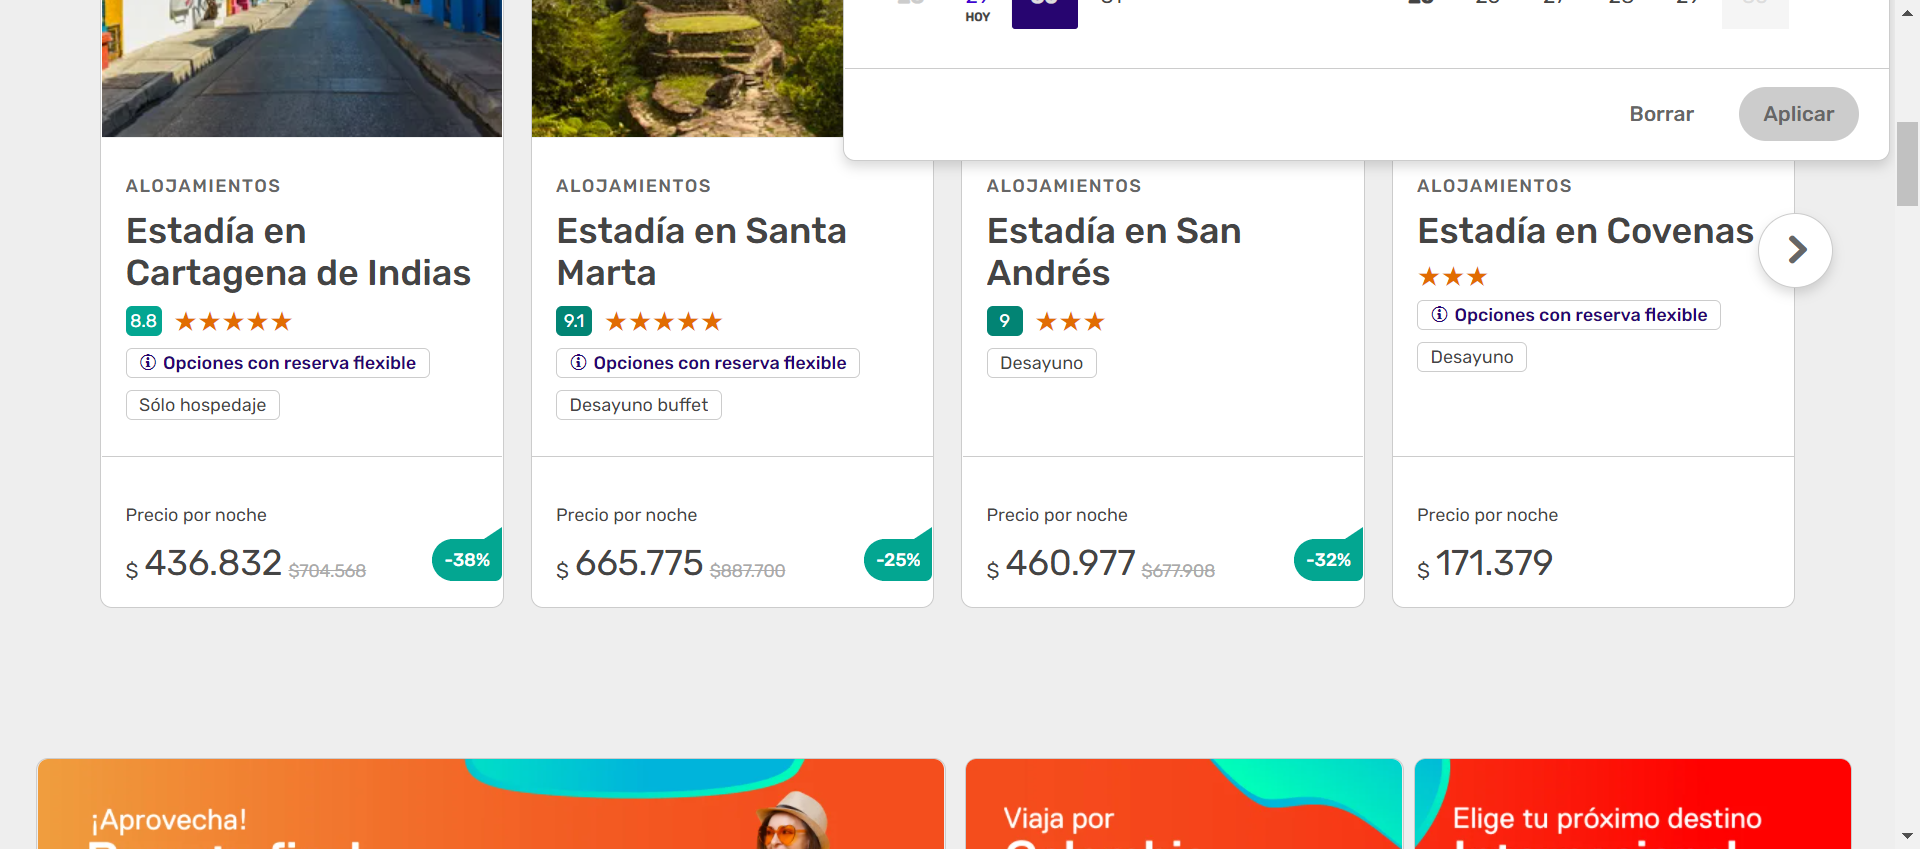 29
HOY
Borrar
Aplicar
ALOJAMIENTOS
Estadía en
Cartagena de Indias
8.8
Opciones con reserva flexible
Sólo hospedaje
Precio por noche
$ 436.832 $704.568
-38%
ALOJAMIENTOS
Estadía en Santa
Marta
9.1
Opciones con reserva flexible
Desayuno buffet
Precio por noche
$ 665.775 $887.700
-25%
ALOJAMIENTOS
Estadía en San
Andrés
9
Desayuno
Precio por noche
$ 460.977 $677.908
-32%
ALOJAMIENTOS
Estadía en Covenas
Opciones con reserva flexible
Desayuno
Precio por noche
$ 171.379
¡Aprovecha!
Viaja por
Elige tu próximo destino